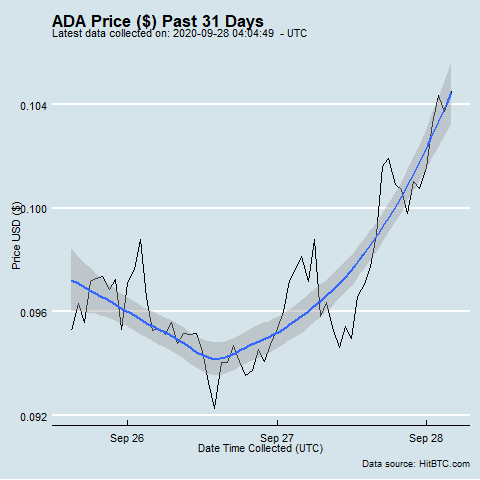 ADA Price ($) Past 31 Days
Latest data collected on: 2020-09-28 04:04:49  - UTC
Price USD ($)
0.104
0.100
0.096
0.092
Sep 26
Sep 27
Sep 28
Date Time Collected (UTC)
Data source: HitBTC.com